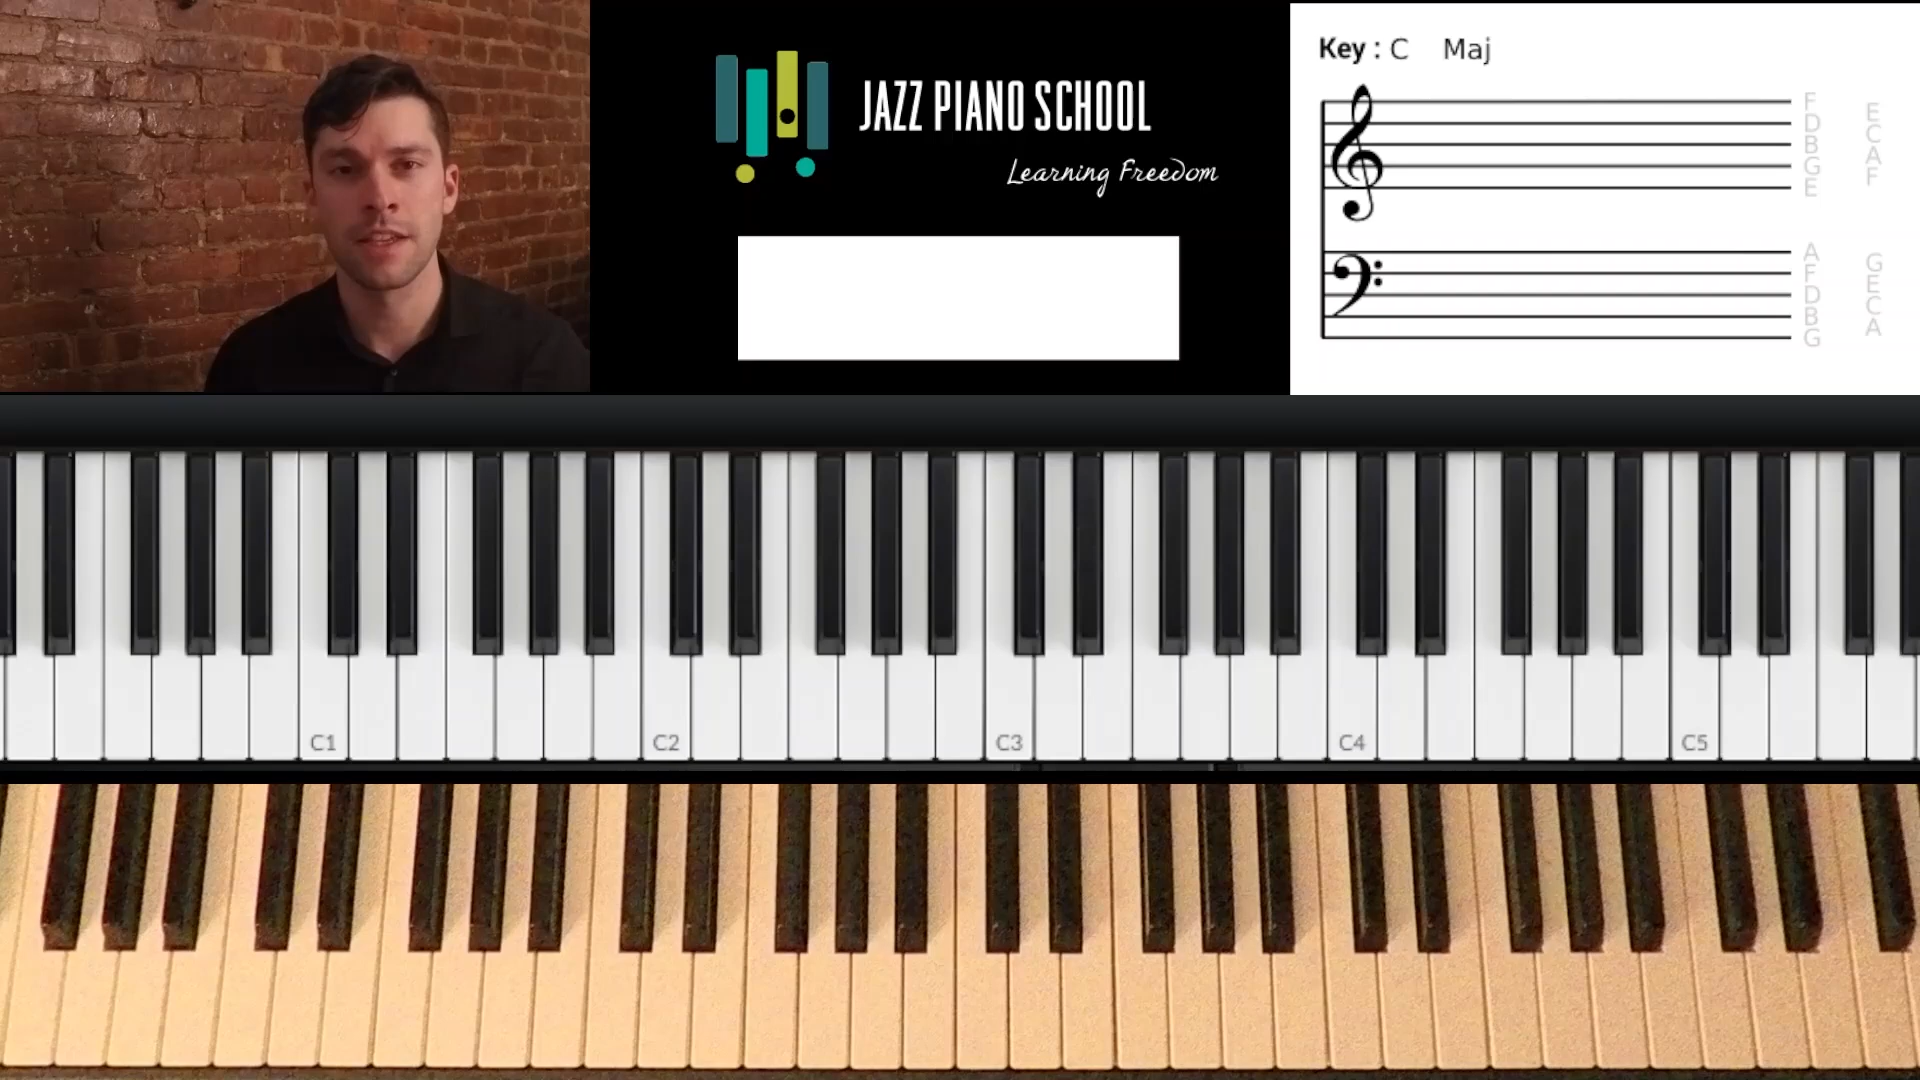 JAZZ PIANO SCHOOL
Learning Freedom
Key : C Maj
F
D
B
G
E
E
C
A
F
A
F
D
B
G
G
E
C
A
C1 C2 C3 C4 C5